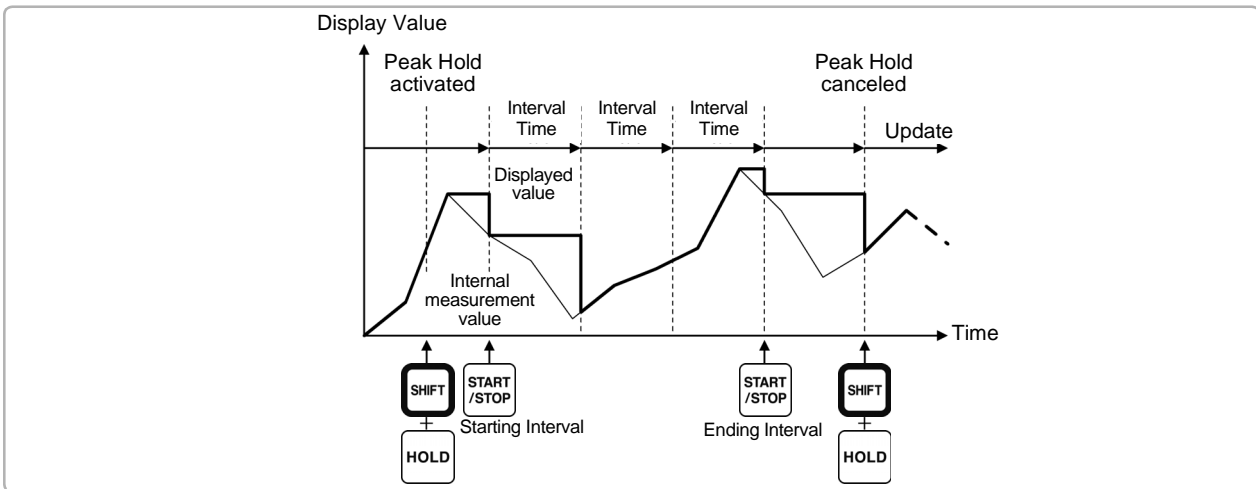 Display Value
Peak Hold
activated
Peak Hold
canceled
Interval
Time
Interval
Time
Interval
Time
Update
Displayed
value
Internal
measurement
value
Time
SHIFT
+
HOLD
START
/STOP
Starting Interval
START
/STOP
Ending Interval
SHIFT
+
HOLD